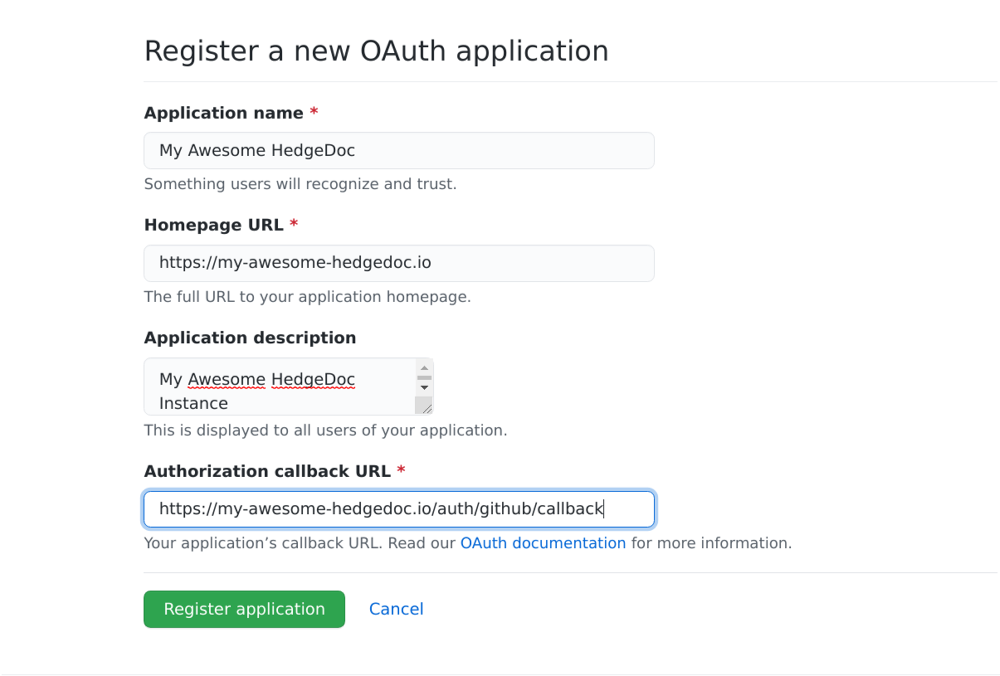 Register a new OAuth application
Application name *
My Awesome HedgeDoc
Something users will recognize and trust.
Homepage URL *
https://my-awesome-hedgedoc.io
The full URL to your application homepage.
Application description
My Awesome HedgeDoc
Instance
This is displayed to all users of your application.
Authorization callback URL *
https://my-awesome-hedgedoc.io/auth/github/callback
Your application’s callback URL. Read our OAuth documentation for more information.
Register application Cancel